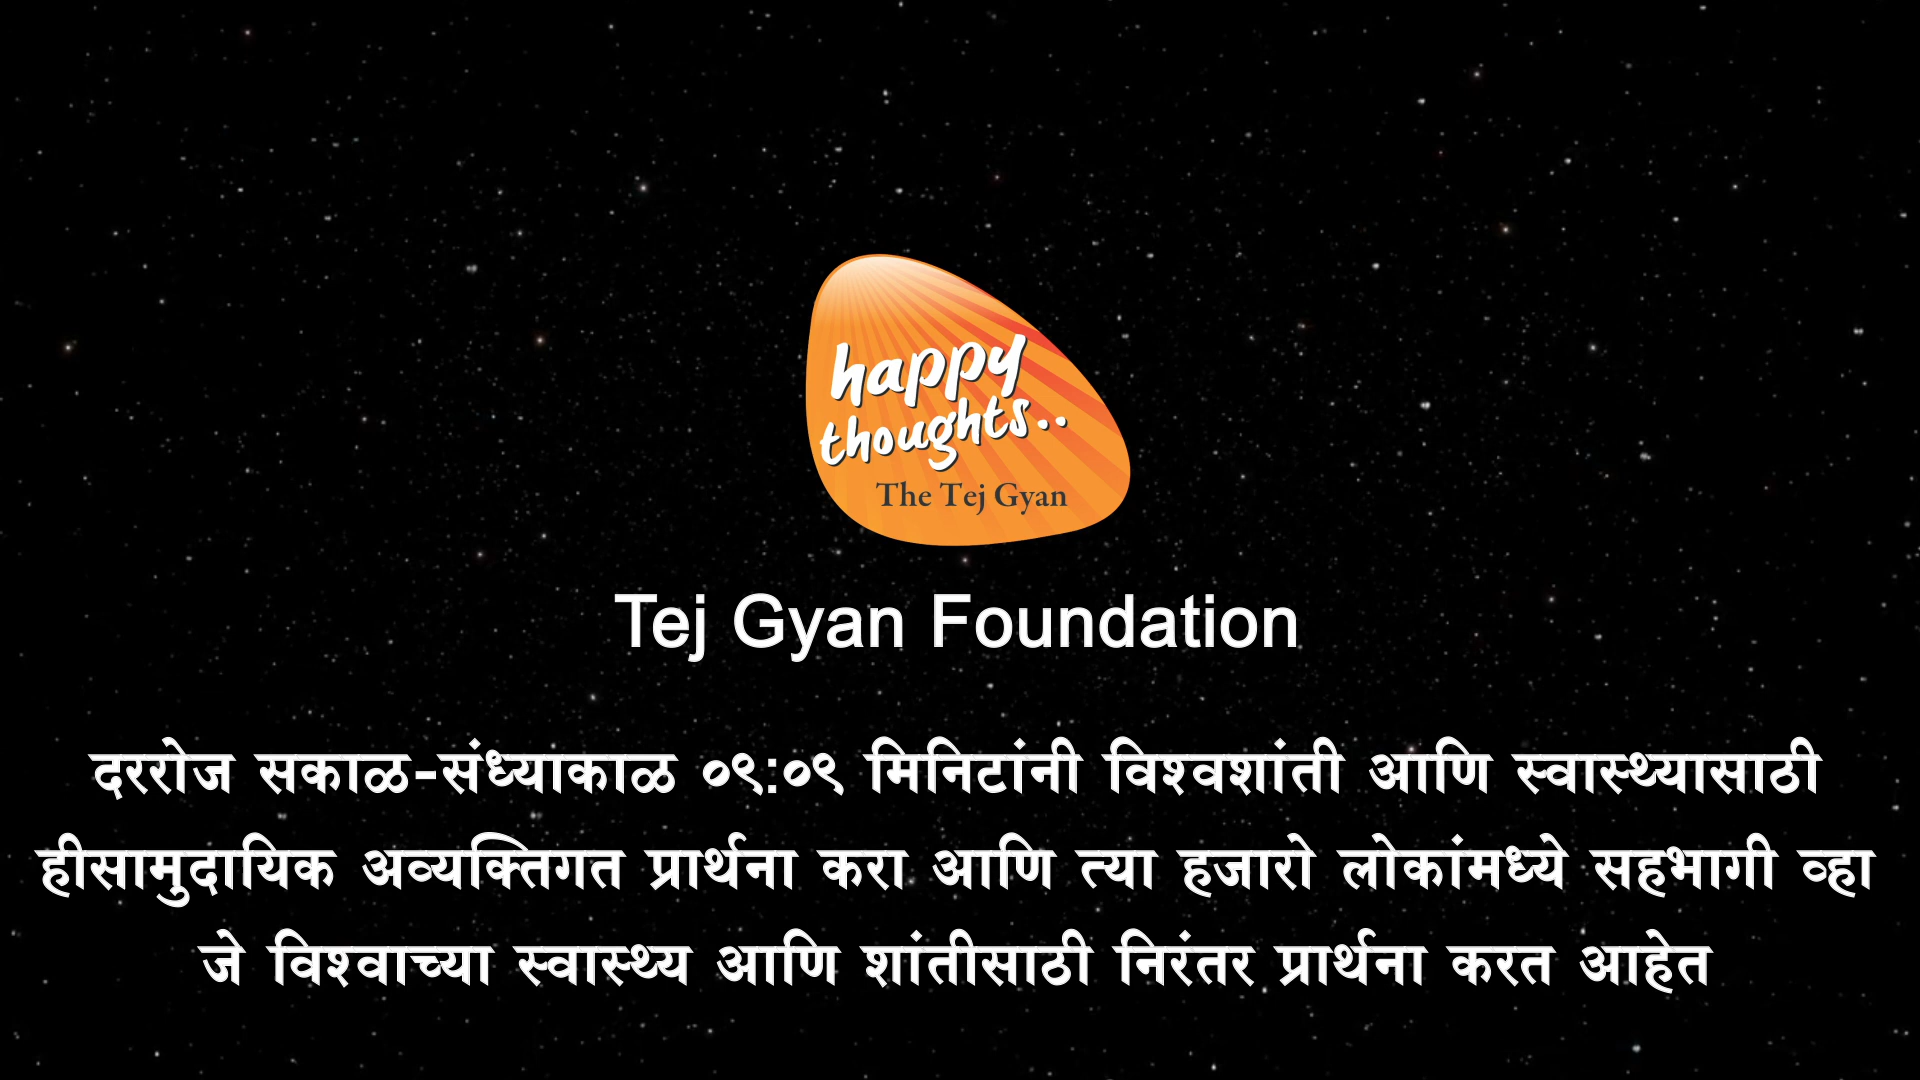 happy
thoughts..
The Tej Gyan
Tej Gyan Foundation
दररोज सकाळ-संध्याकाळ ०९:०९ मिनिटांनी विश्वशांती आणि स्वास्थ्यासाठी
हीसामुदायिक अव्यक्तिगत प्रार्थना करा आणि त्या हजारो लोकांमध्ये सहभागी व्हा
जे विश्वाच्या स्वास्थ्य आणि शांतीसाठी निरंतर प्रार्थना करत आहेत